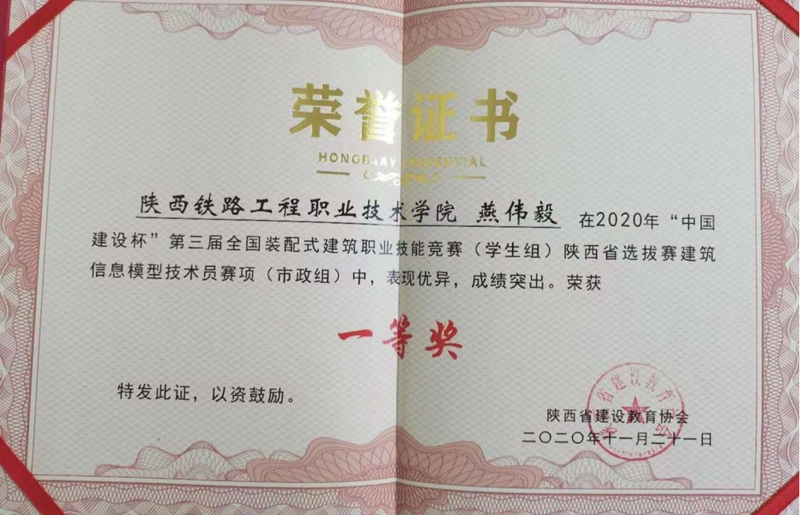 荣誉证书
HONORARY CREDENTIAL
陕西铁路工程职业技术学院 燕伟毅 在2020年“中国
建设杯”第三届全国装配式建筑职业技能竞赛（学生组）陕西省选拔赛建筑
信息模型技术员赛项（市政组）中，表现优异，成绩突出。荣获
一等奖
特发此证，以资鼓励。
陕西省建设教育协会
二〇二〇年十一月二十一日